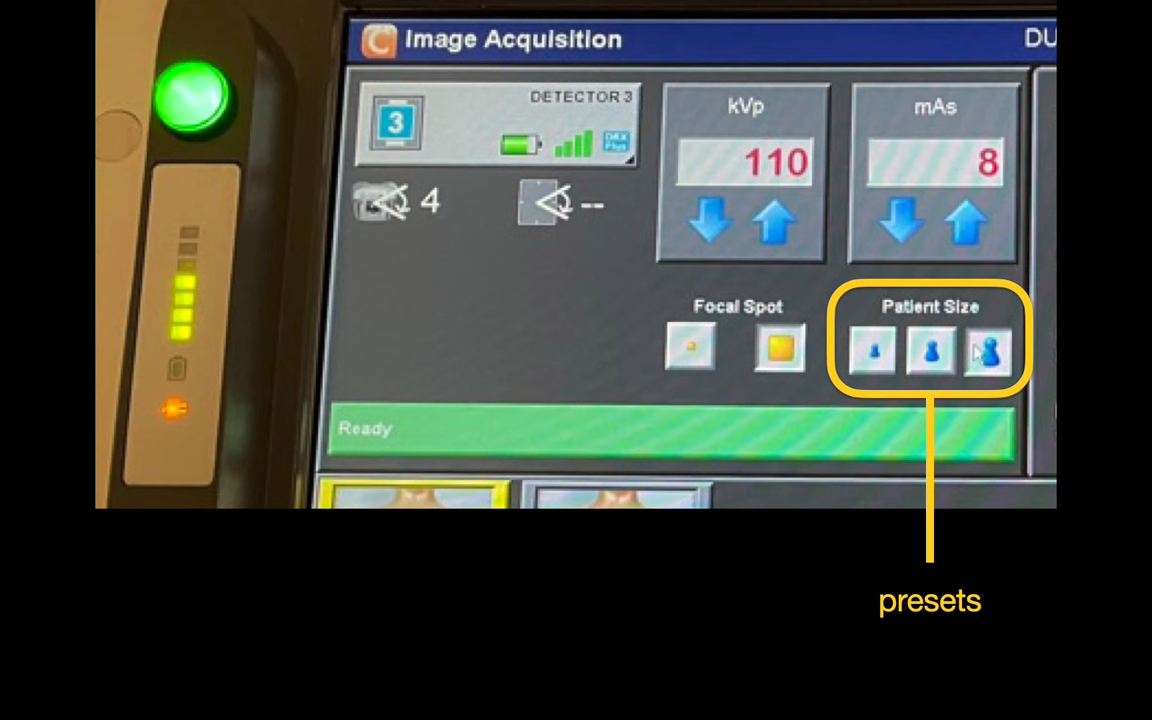 Image Acquisition
DU
DETECTOR 3
3
DRX
Plus
kVp
mAs
110
8
4
--
Focal Spot
Patient Size
Ready
presets